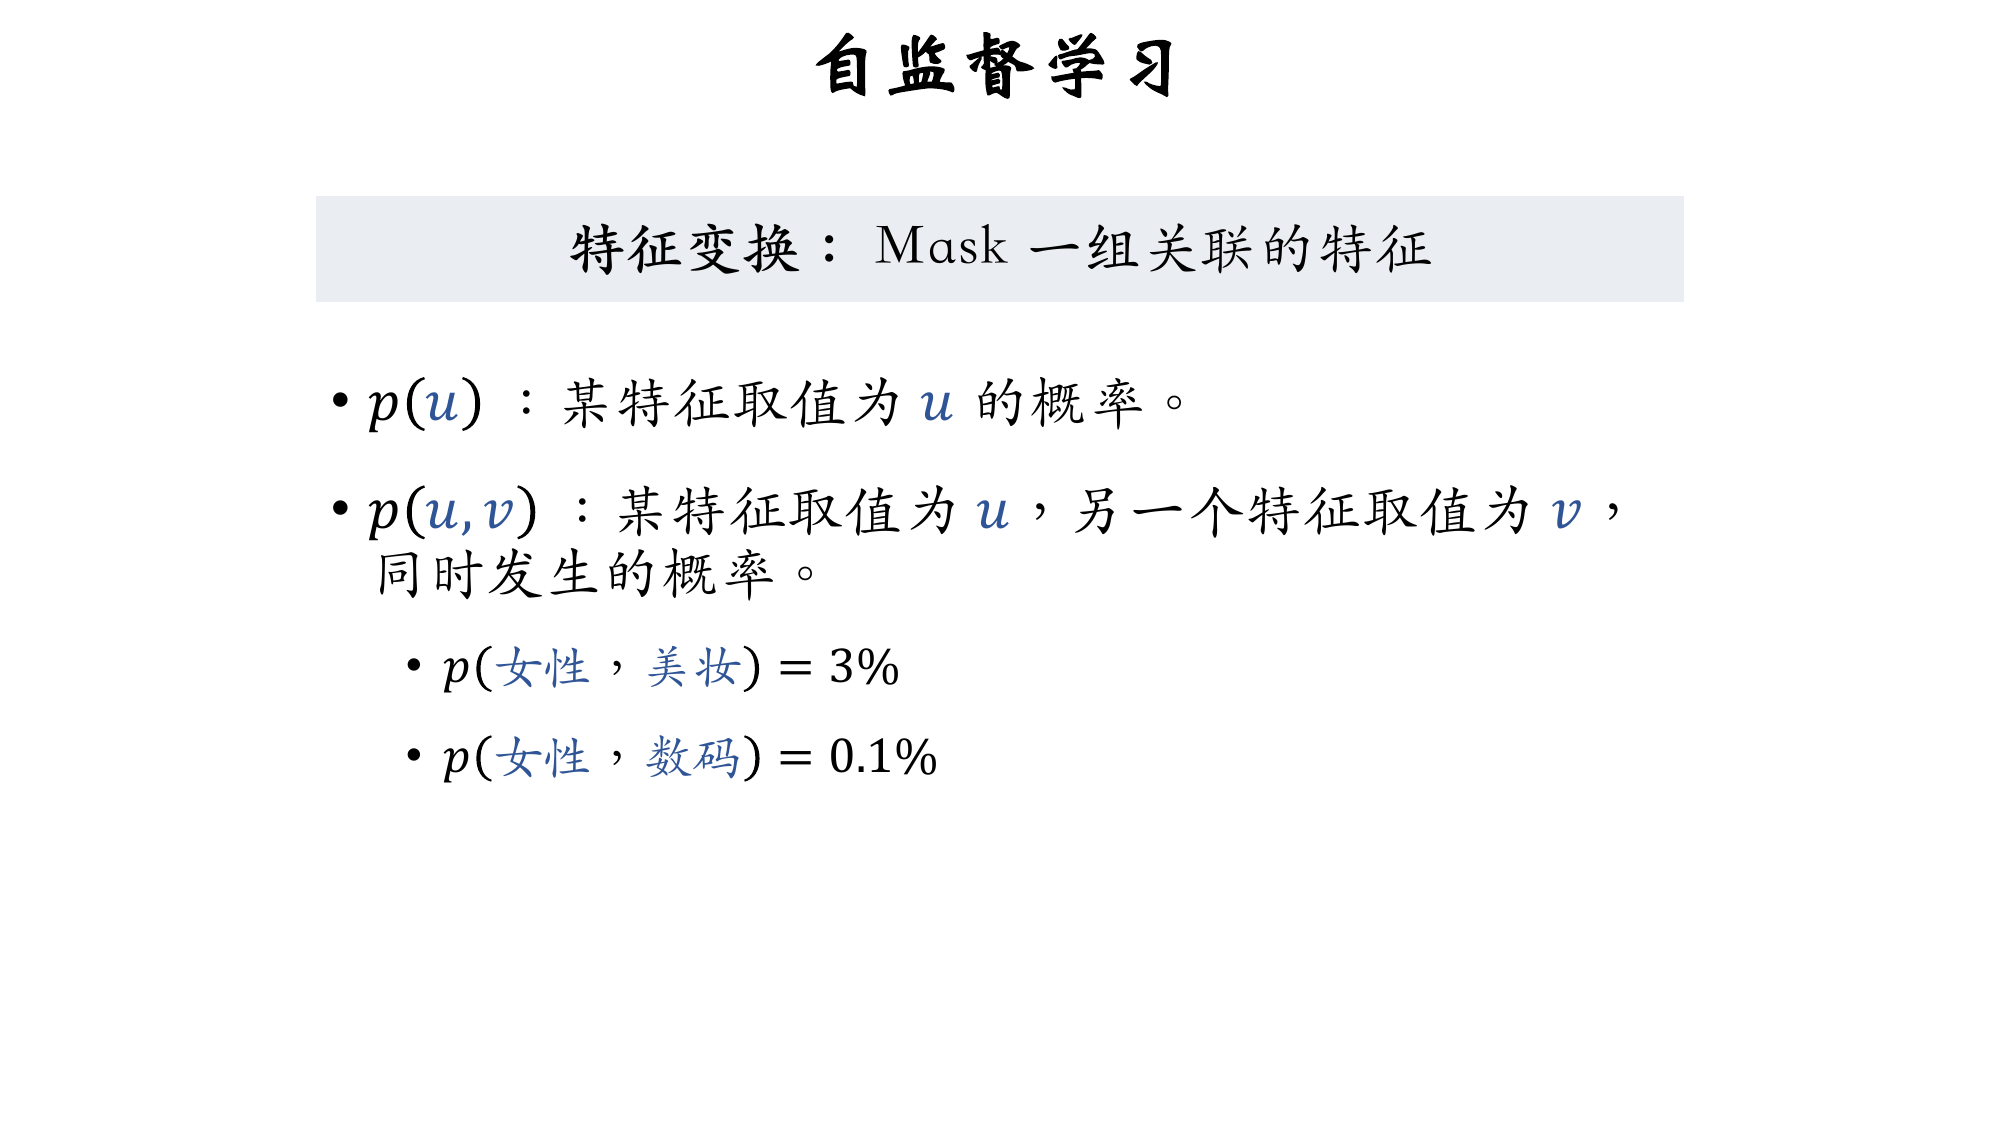 自监督学习
特征变换：Mask 一组关联的特征
• p(u)：某特征取值为 u 的概率。
• p(u,v)：某特征取值为 u，另一个特征取值为 v，
同时发生的概率。
• p(女性，美妆) = 3%
• p(女性，数码) = 0.1%